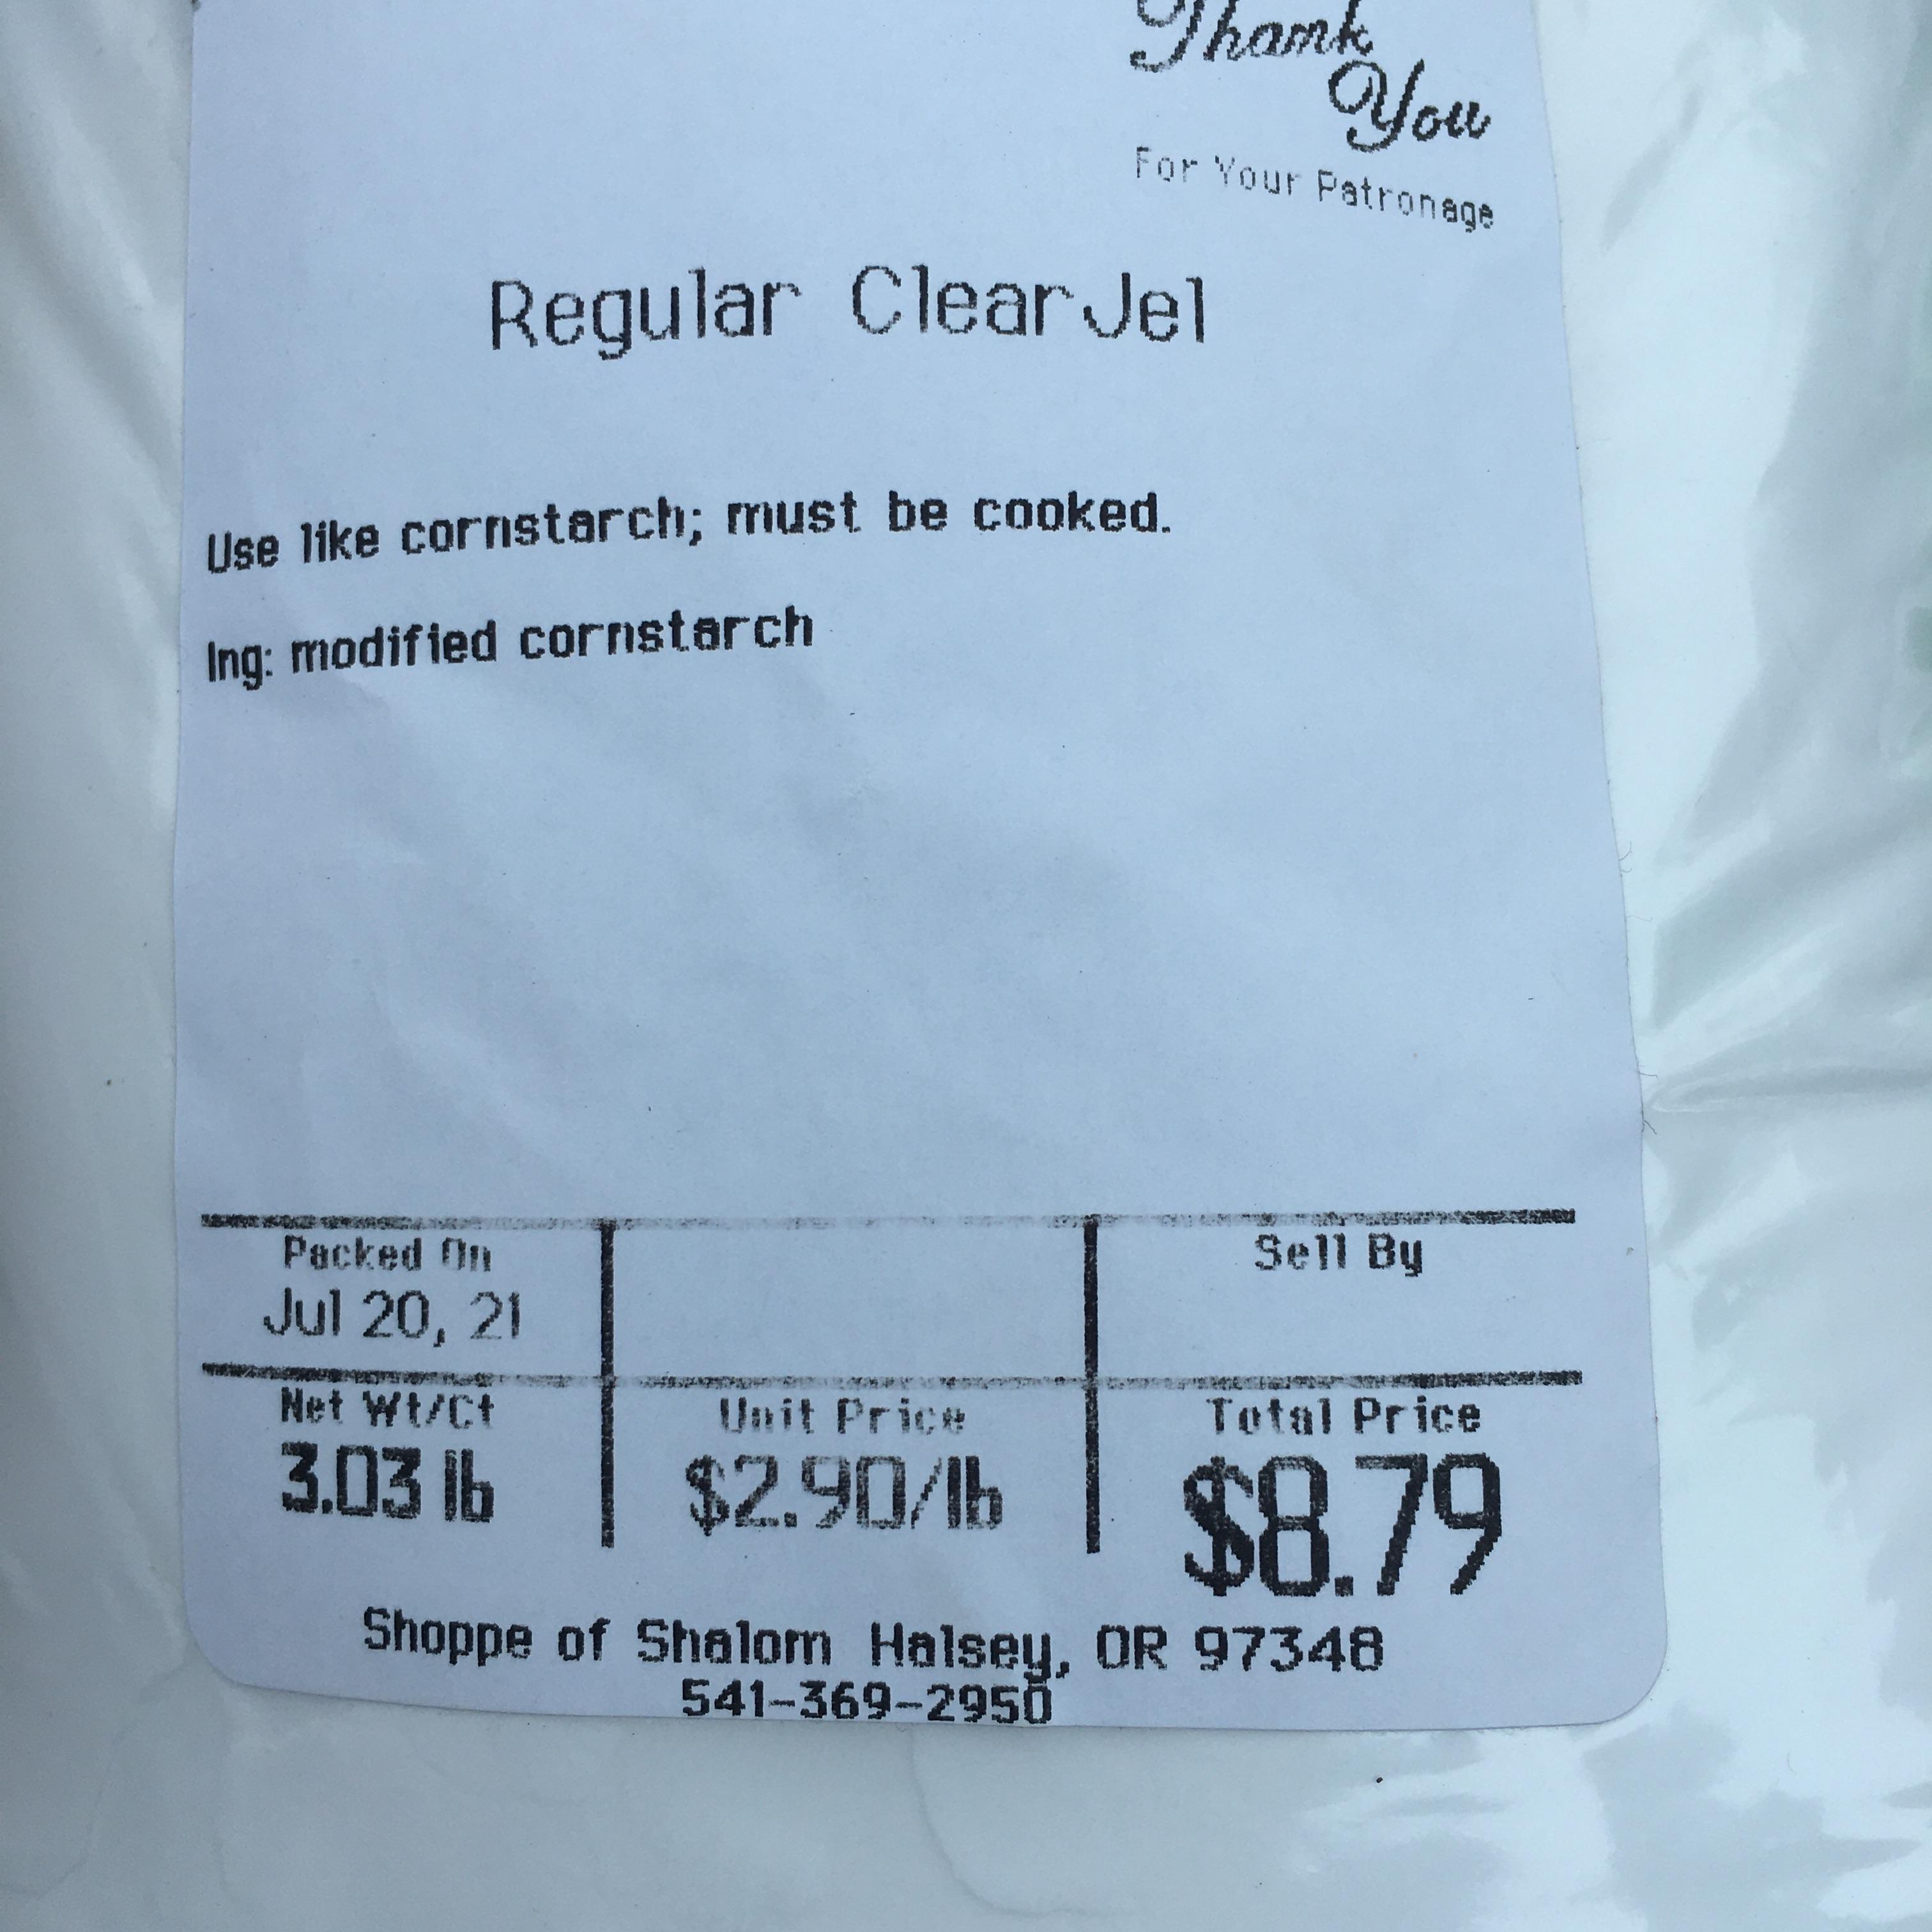 Thank
You
For Your Patronage
Regular ClearJel
Use like cornstarch; must be cooked.
Ing: modified cornstarch
Packed On Sell By
Jul 20, 21
Net Wt/Ct Unit Price Total Price
3.03 lb $2.90/lb $8.79
Shoppe of Shalom Halsey, OR 97348
541-369-2950